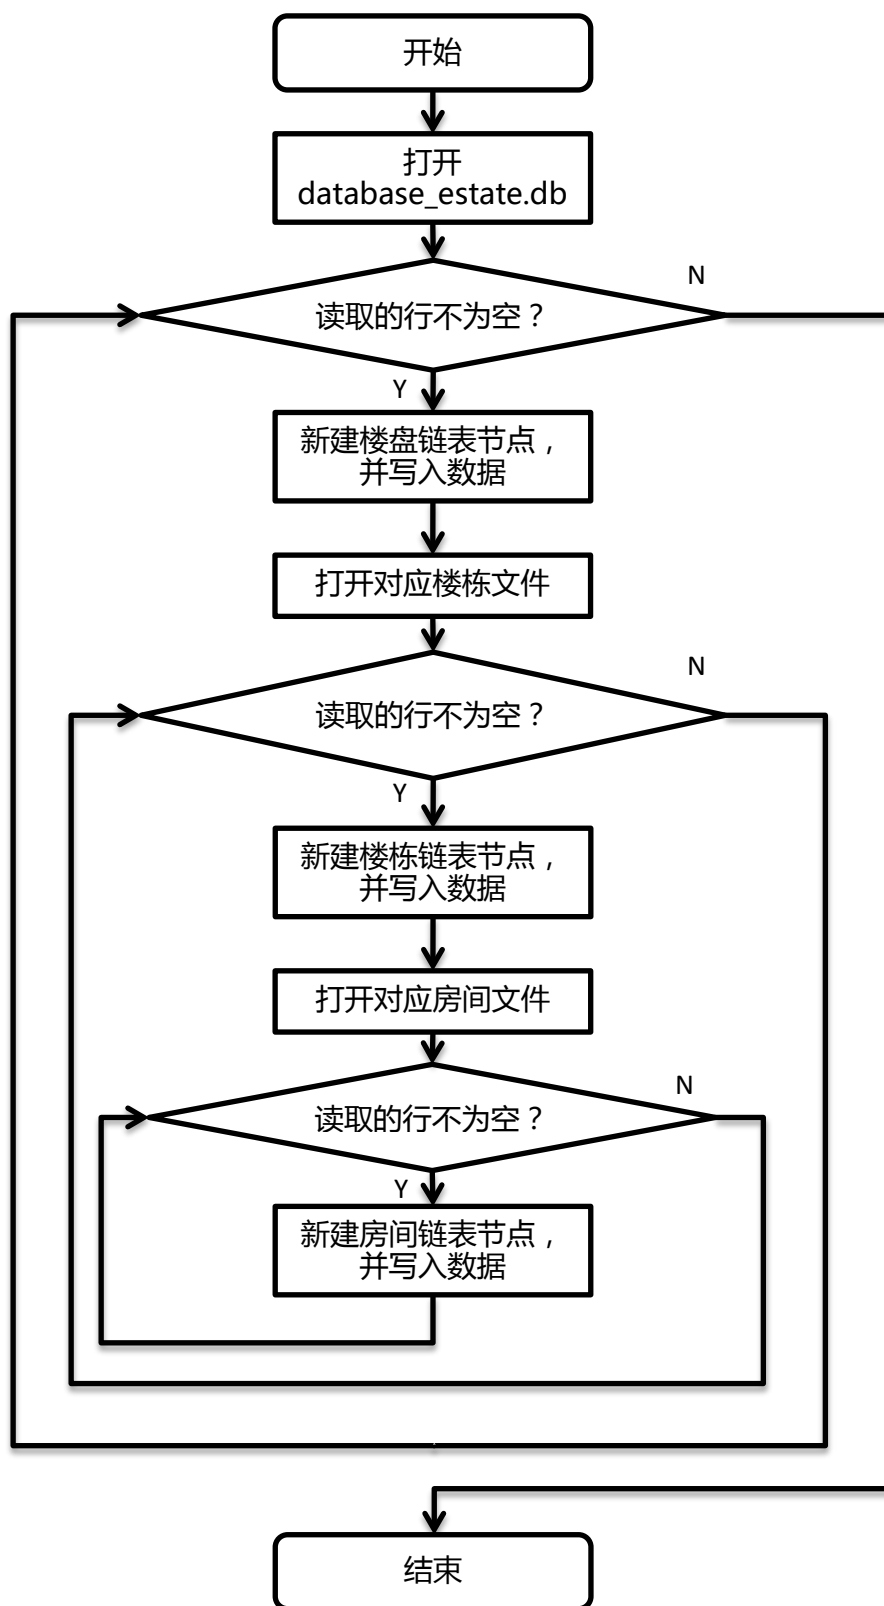 开始
打开
database_estate.db
N
读取的行不为空？
Y
新建楼盘链表节点，
并写入数据
打开对应楼栋文件
N
读取的行不为空？
Y
新建楼栋链表节点，
并写入数据
打开对应房间文件
N
读取的行不为空？
Y
新建房间链表节点，
并写入数据
结束